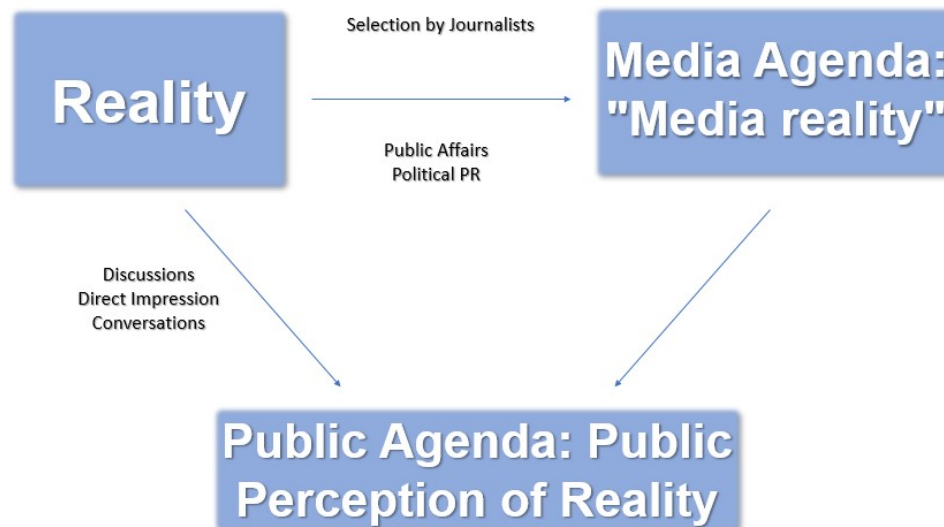 Selection by Journalists
Reality
Media Agenda:
"Media reality"
Public Affairs
Political PR
Discussions
Direct Impression
Conversations
Public Agenda: Public
Perception of Reality